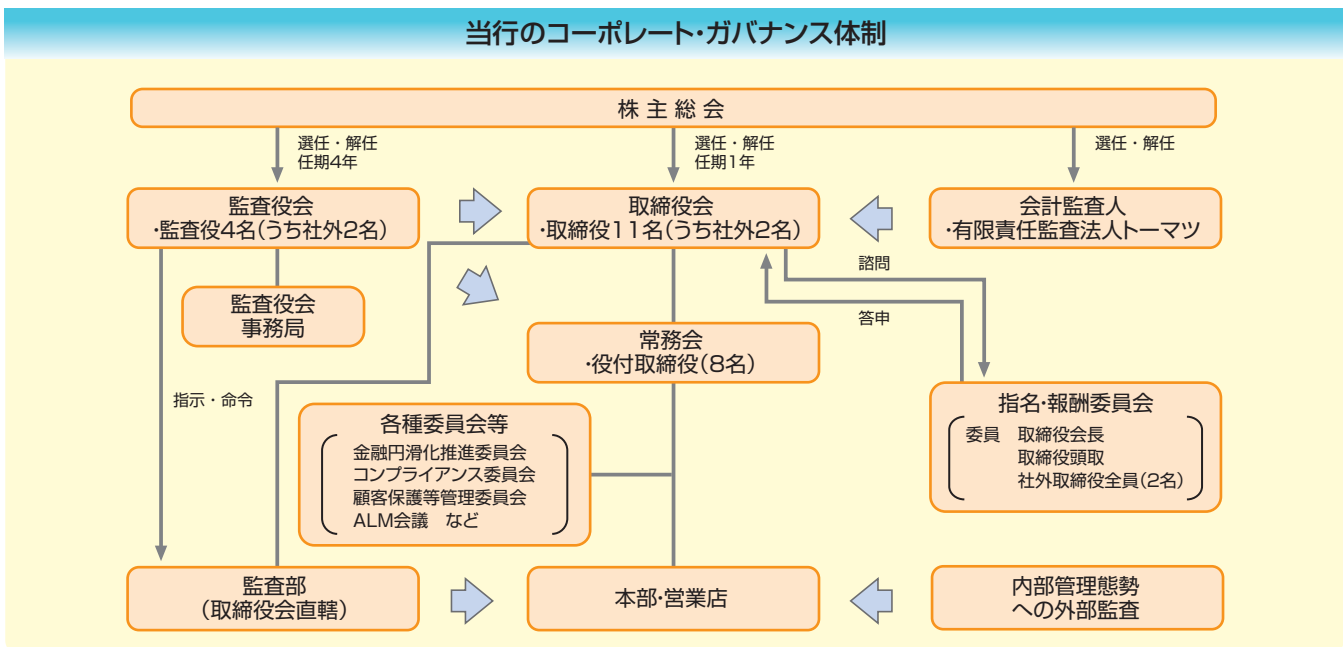 当行のコーポレート・ガバナンス体制
株主総会
選任・解任
任期4年
選任・解任
任期1年
選任・解任
監査役会
・監査役4名(うち社外2名)
取締役会
・取締役11名(うち社外2名)
会計監査人
・有限責任監査法人トーマツ
諮問
答申
監査役会
事務局
常務会
・役付取締役(8名)
指示・命令
各種委員会等
金融円滑化推進委員会
コンプライアンス委員会
顧客保護等管理委員会
ALM会議 など
指名・報酬委員会
委員 取締役会長
取締役頭取
社外取締役全員(2名)
監査部
(取締役会直轄)
本部・営業店
内部管理態勢
への外部監査